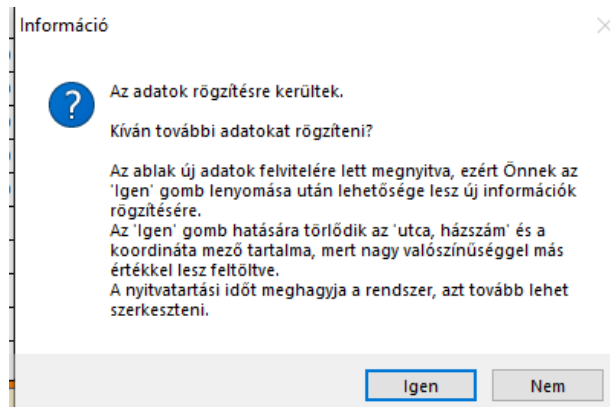 Információ
Az adatok rögzítésre kerültek.
Kíván további adatokat rögzíteni?
Az ablak új adatok felvitelére lett megnyitva, ezért Önnek az
'Igen' gomb lenyomása után lehetősége lesz új információk
rögzítésére.
Az 'Igen' gomb hatására törlődik az 'utca, házszám' és a
koordináta mező tartalma, mert nagy valószínűséggel más
értékkel lesz feltöltve.
A nyitvatartási időt meghagyja a rendszer, azt tovább lehet
szerkeszteni.
Igen
Nem